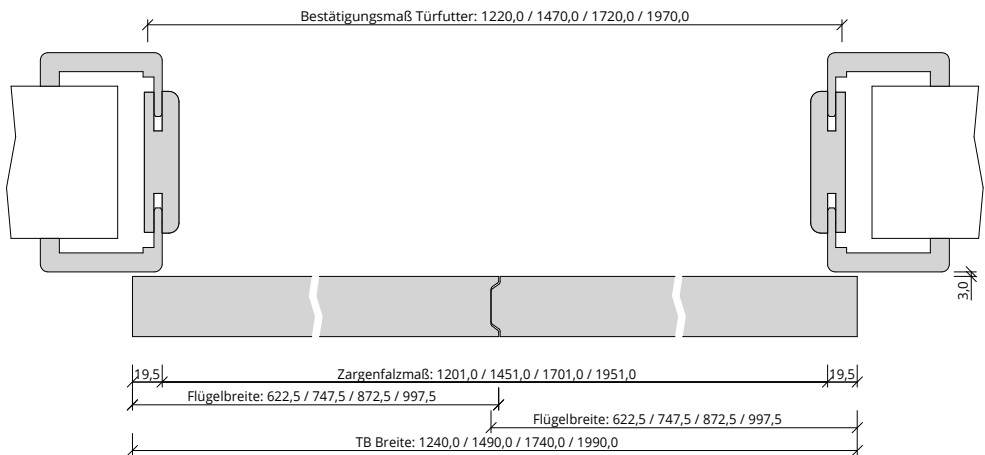 Bestätigungsmaß Türfutter: 1220,0 / 1470,0 / 1720,0 / 1970,0
3,0
19,5
Zargenfalzmaß: 1201,0 / 1451,0 / 1701,0 / 1951,0
19,5
Flügelbreite: 622,5 / 747,5 / 872,5 / 997,5
Flügelbreite: 622,5 / 747,5 / 872,5 / 997,5
TB Breite: 1240,0 / 1490,0 / 1740,0 / 1990,0